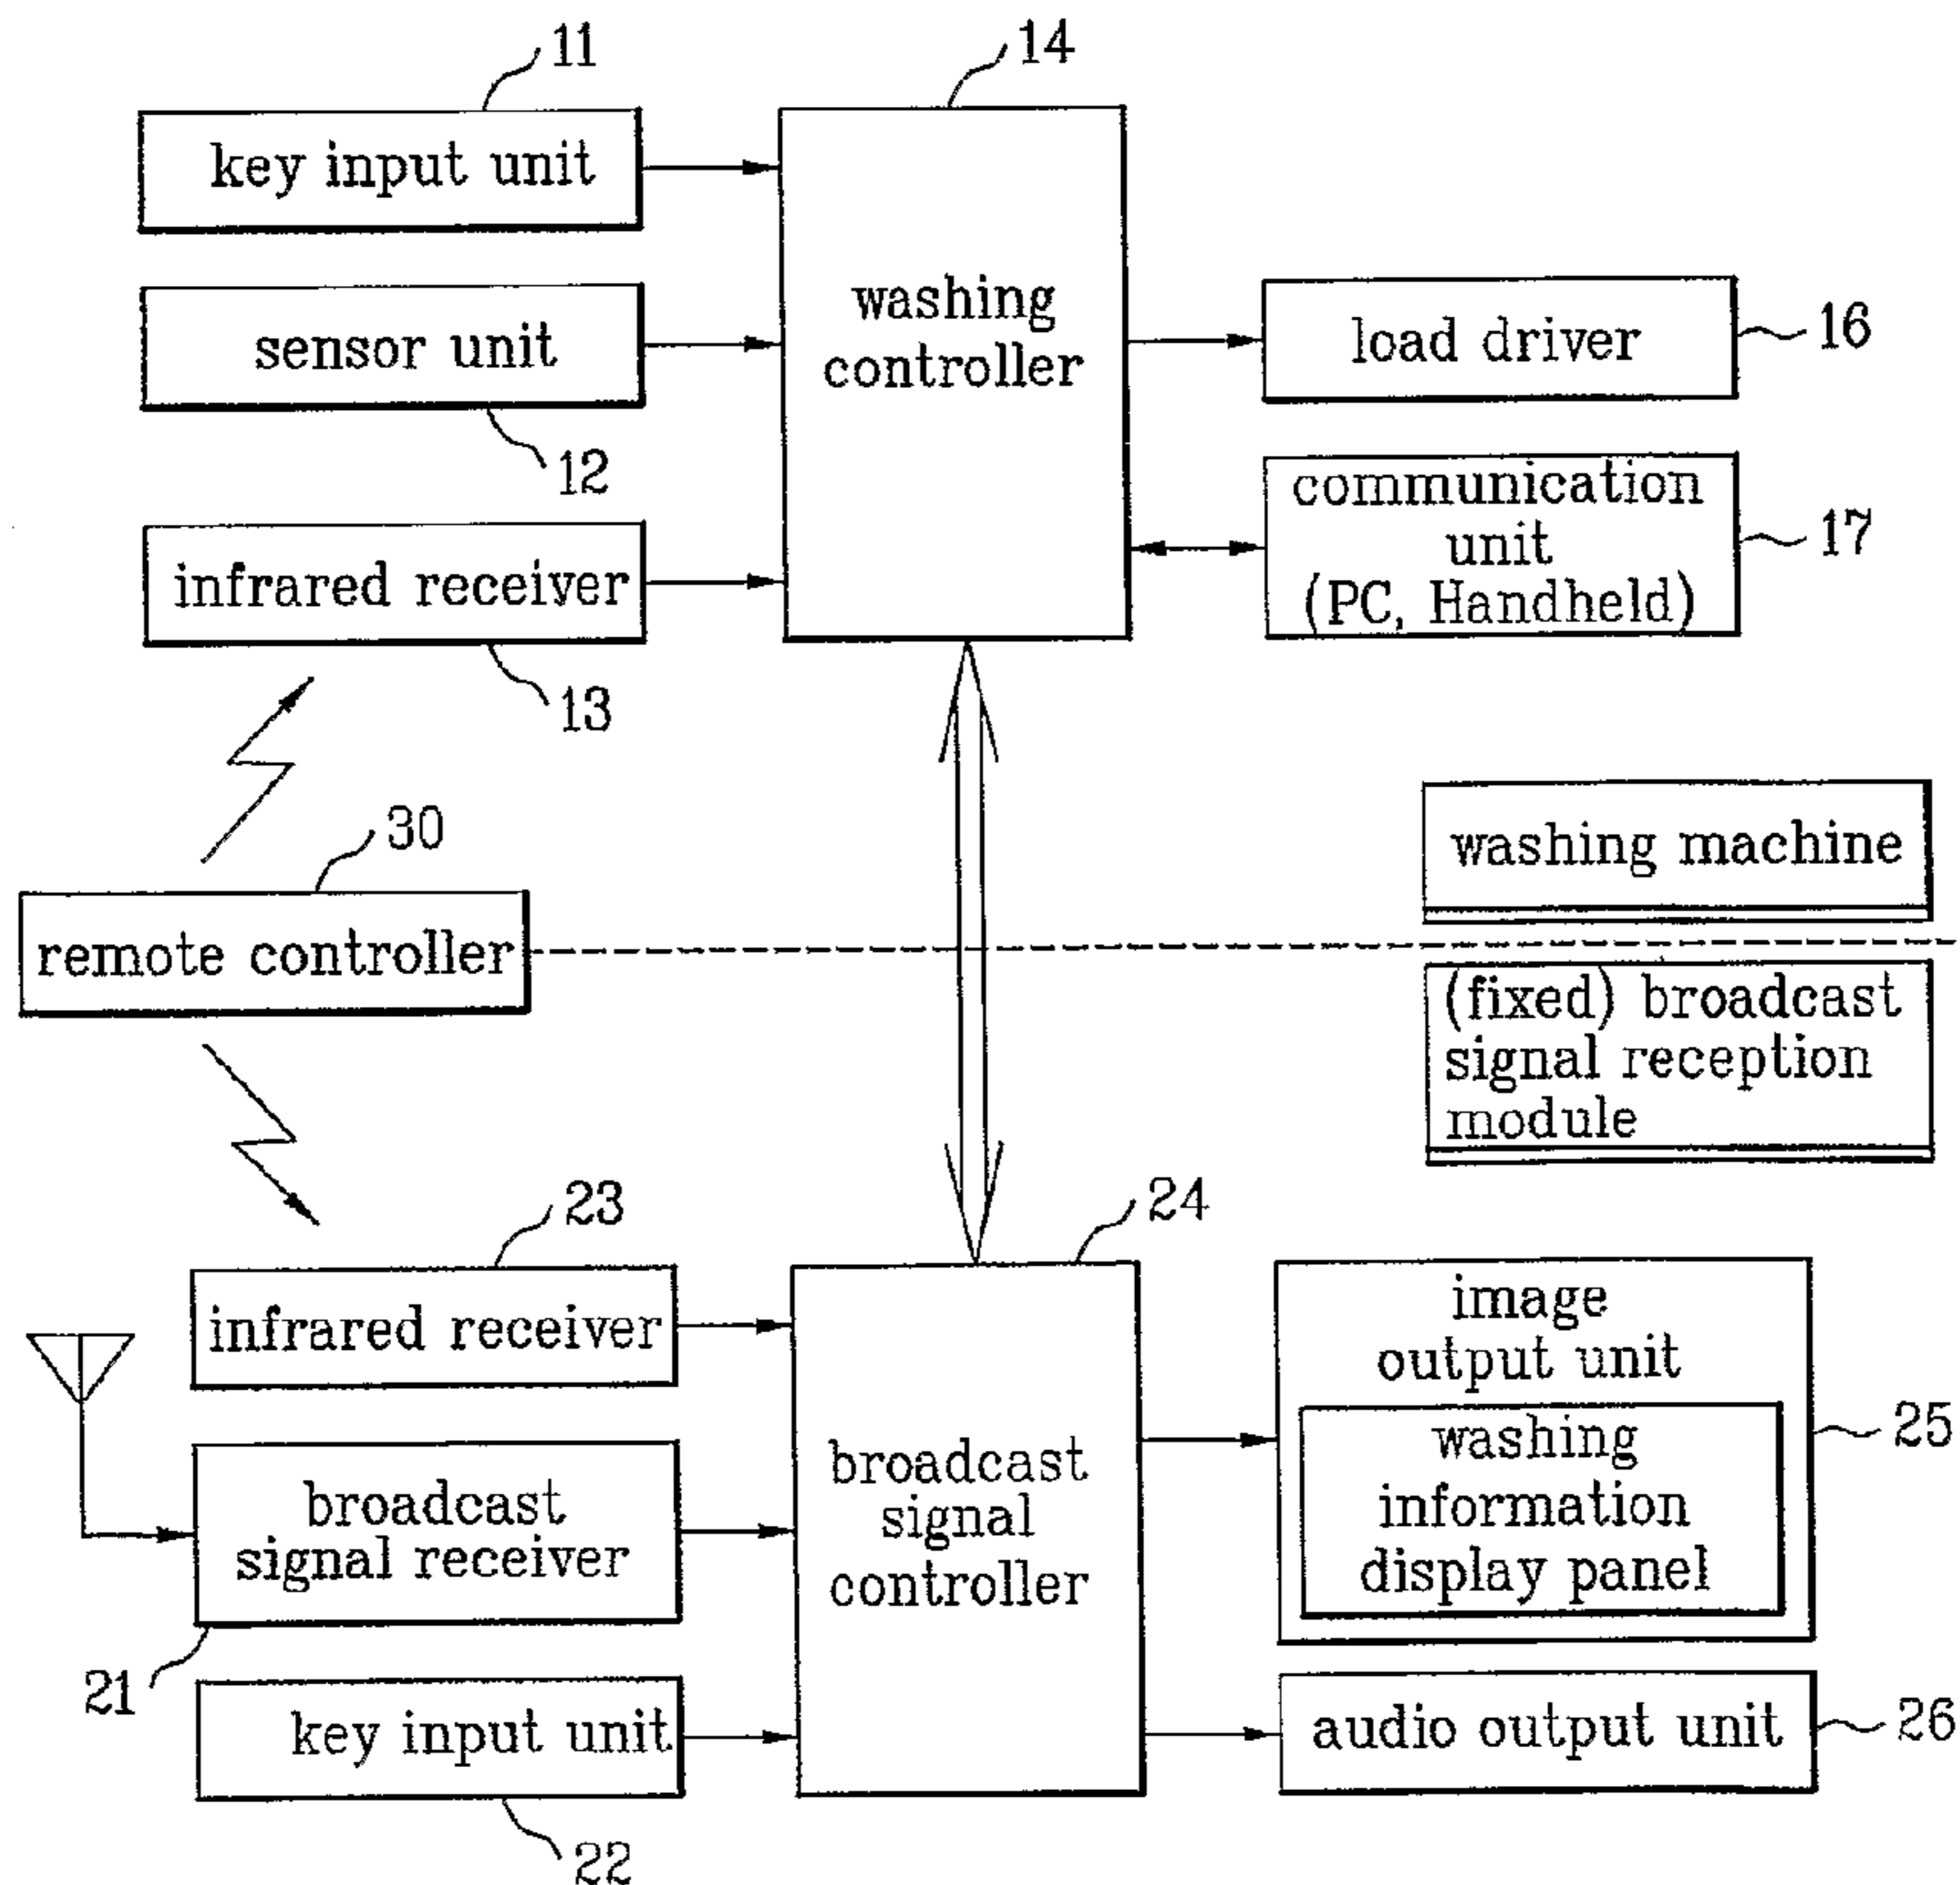 11
14
key input unit
washing
controller
sensor unit
12
load driver
16
infrared receiver
13
communication
unit
(PC, Handheld)
17
30
remote controller
washing machine
(fixed) broadcast
signal reception
module
23
24
infrared receiver
broadcast
signal receiver
21
key input unit
22
broadcast
signal
controller
image
output unit
washing
information
display panel
25
audio output unit
26